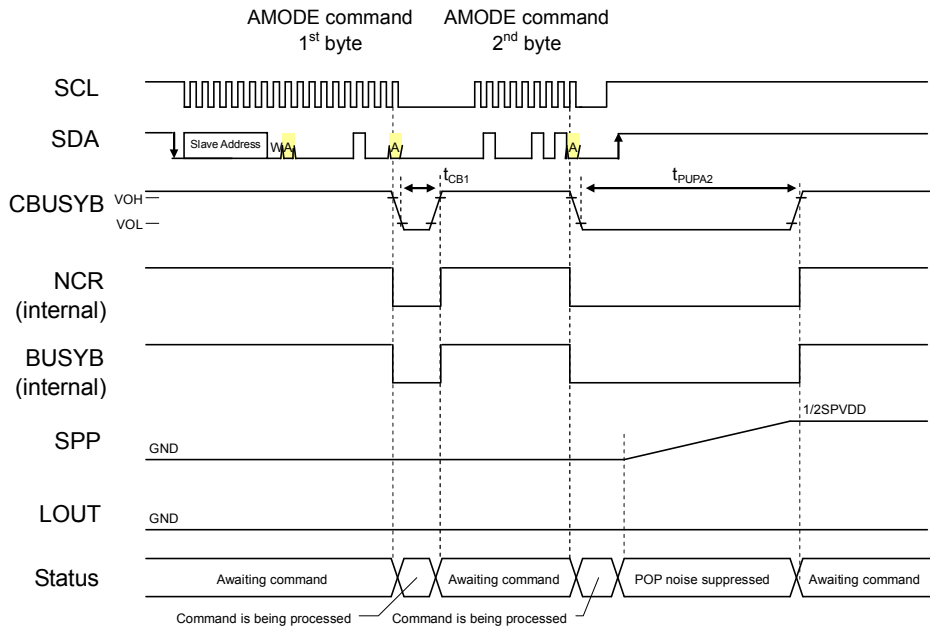 AMODE command
1st byte
AMODE command
2nd byte
SCL
SDA
Slave Address
W
A
A
A
tCB1
tPUPA2
CBUSYB
VOH
VOL
NCR
(internal)
BUSYB
(internal)
1/2SPVDD
SPP
GND
LOUT
GND
Status
Awaiting command
Awaiting command
POP noise suppressed
Awaiting command
Command is being processed
Command is being processed